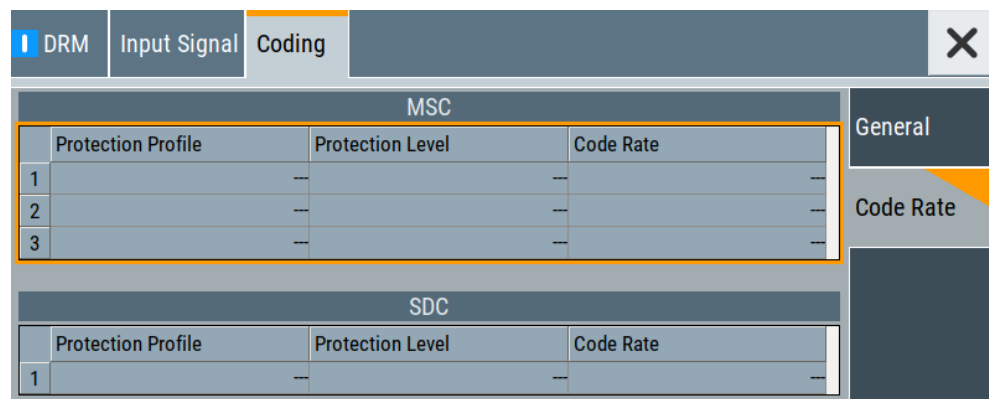 DRM Input Signal Coding
MSC
General
Protection Profile Protection Level Code Rate
1 --- --- ---
2 --- --- ---
Code Rate
3 --- --- ---
SDC
Protection Profile Protection Level Code Rate
1 --- --- ---